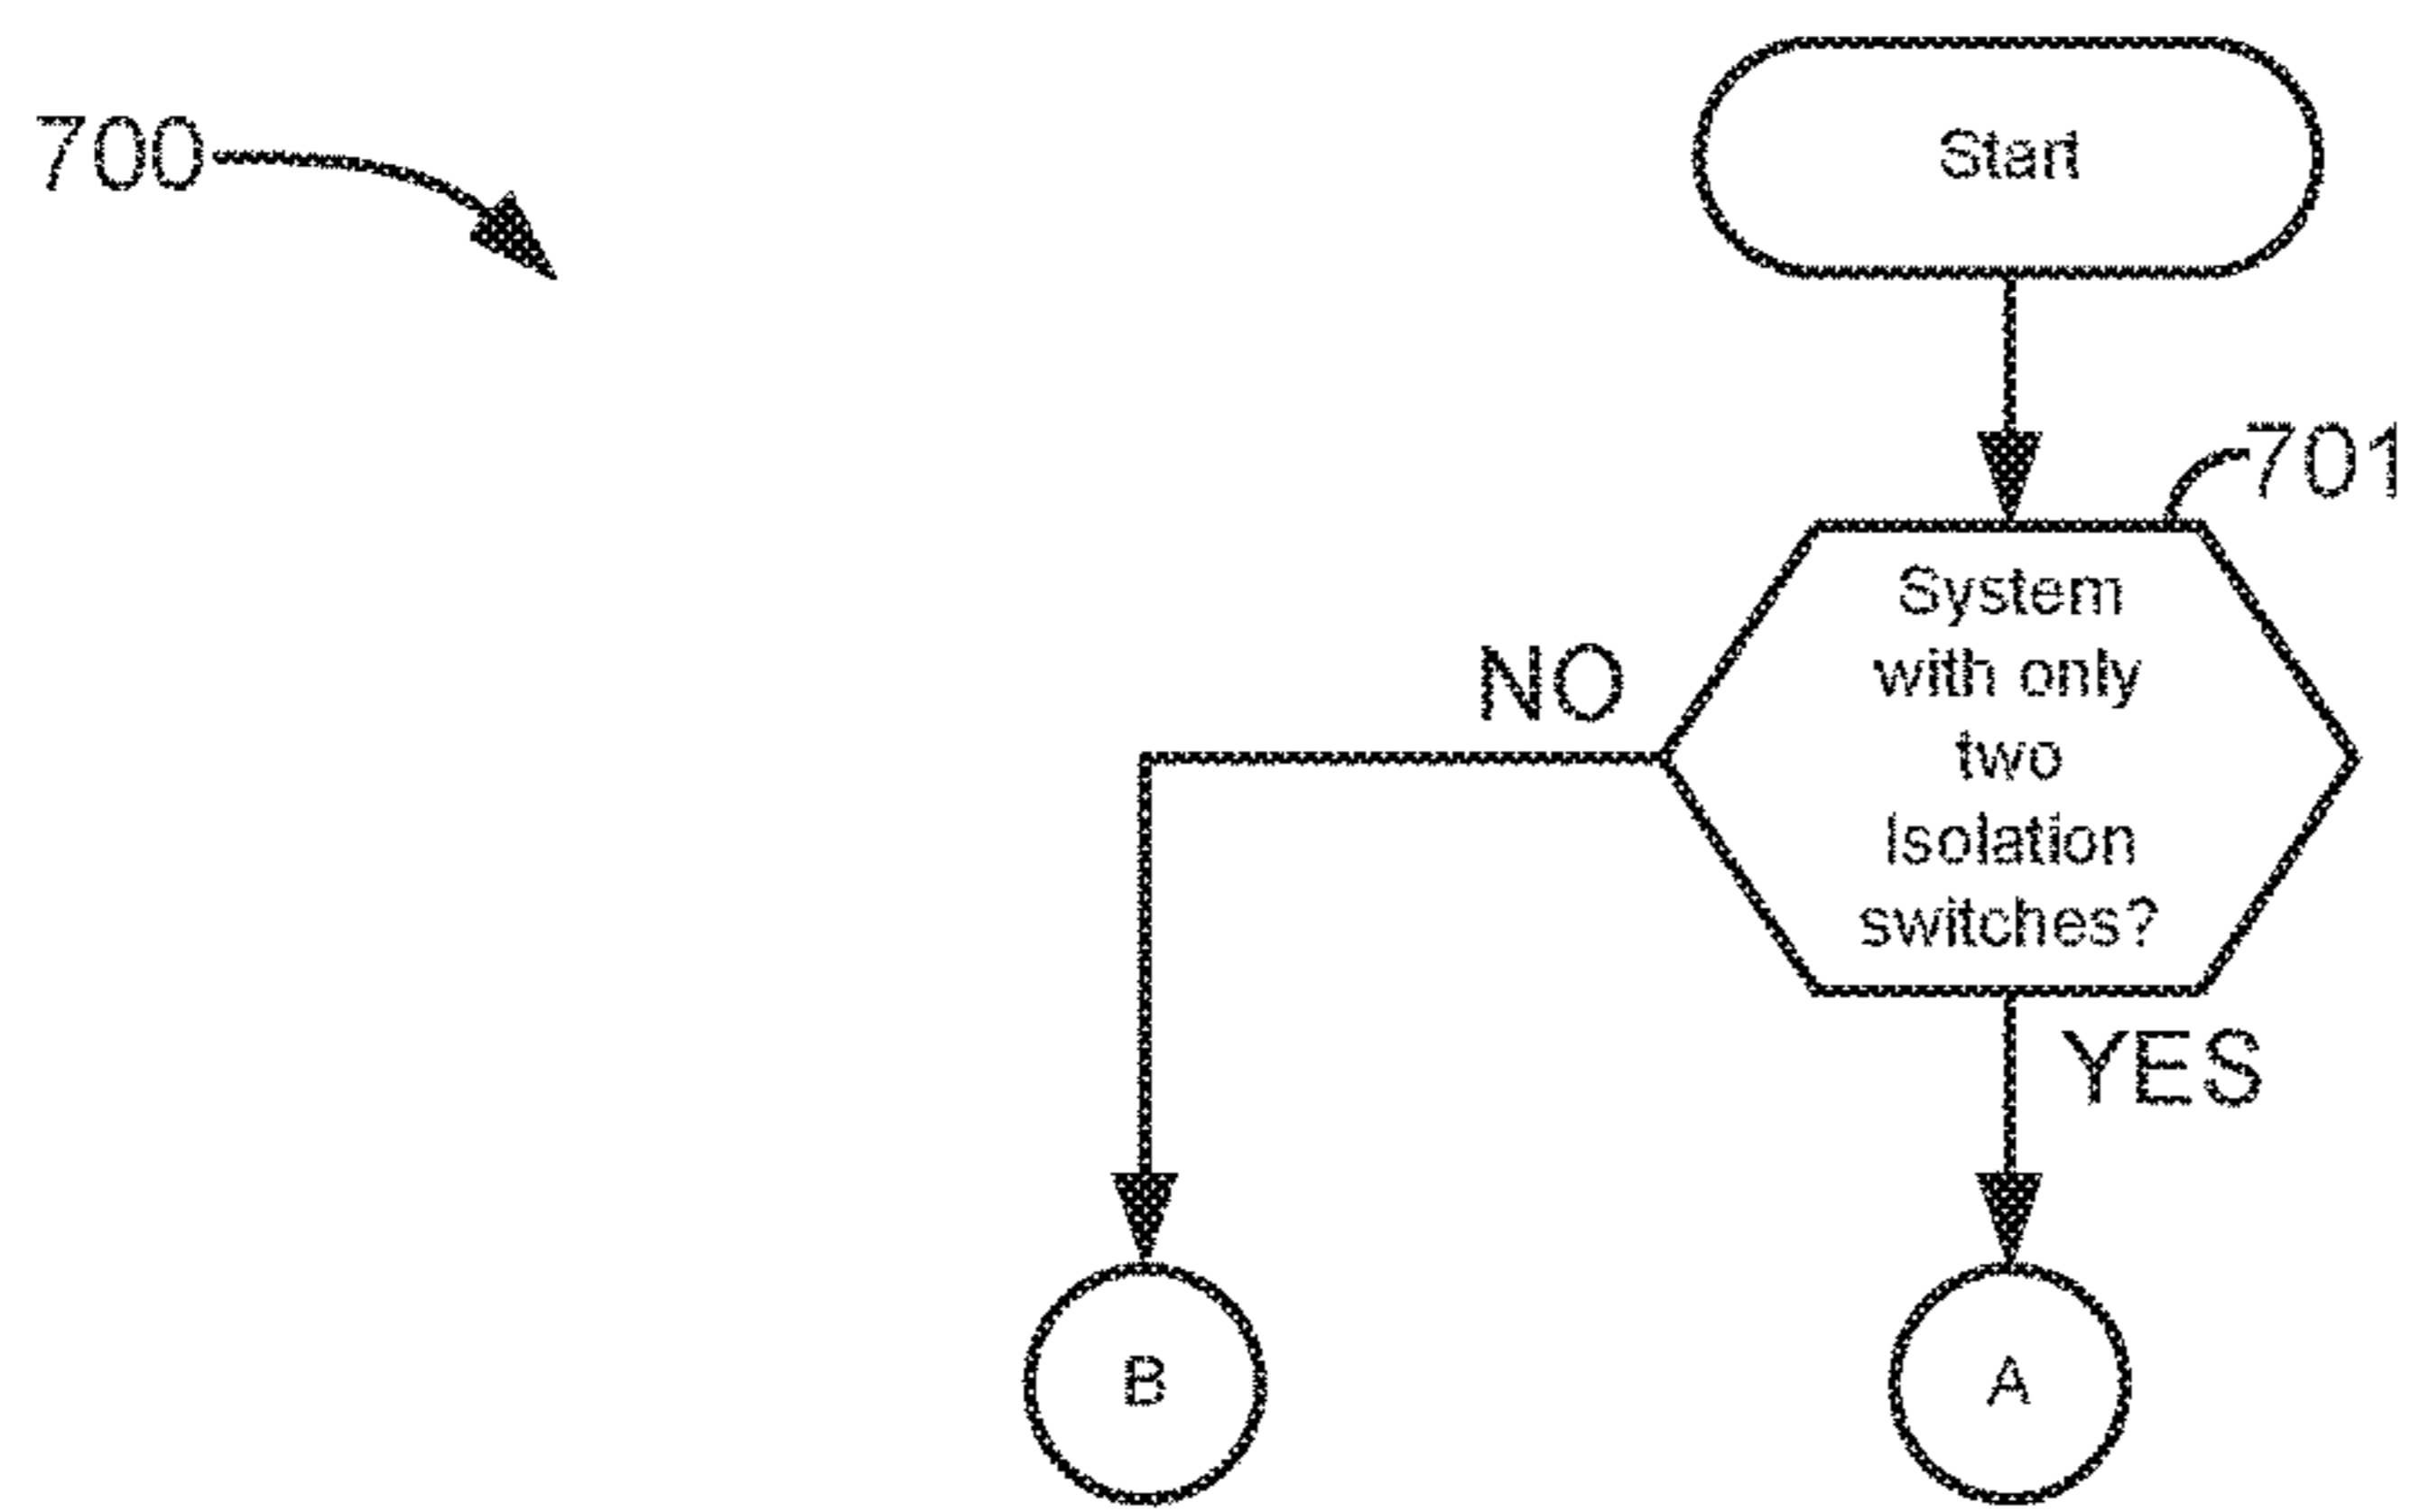 700
Start
701
System
with only
two
Isolation
switches?
NO
YES
B
A